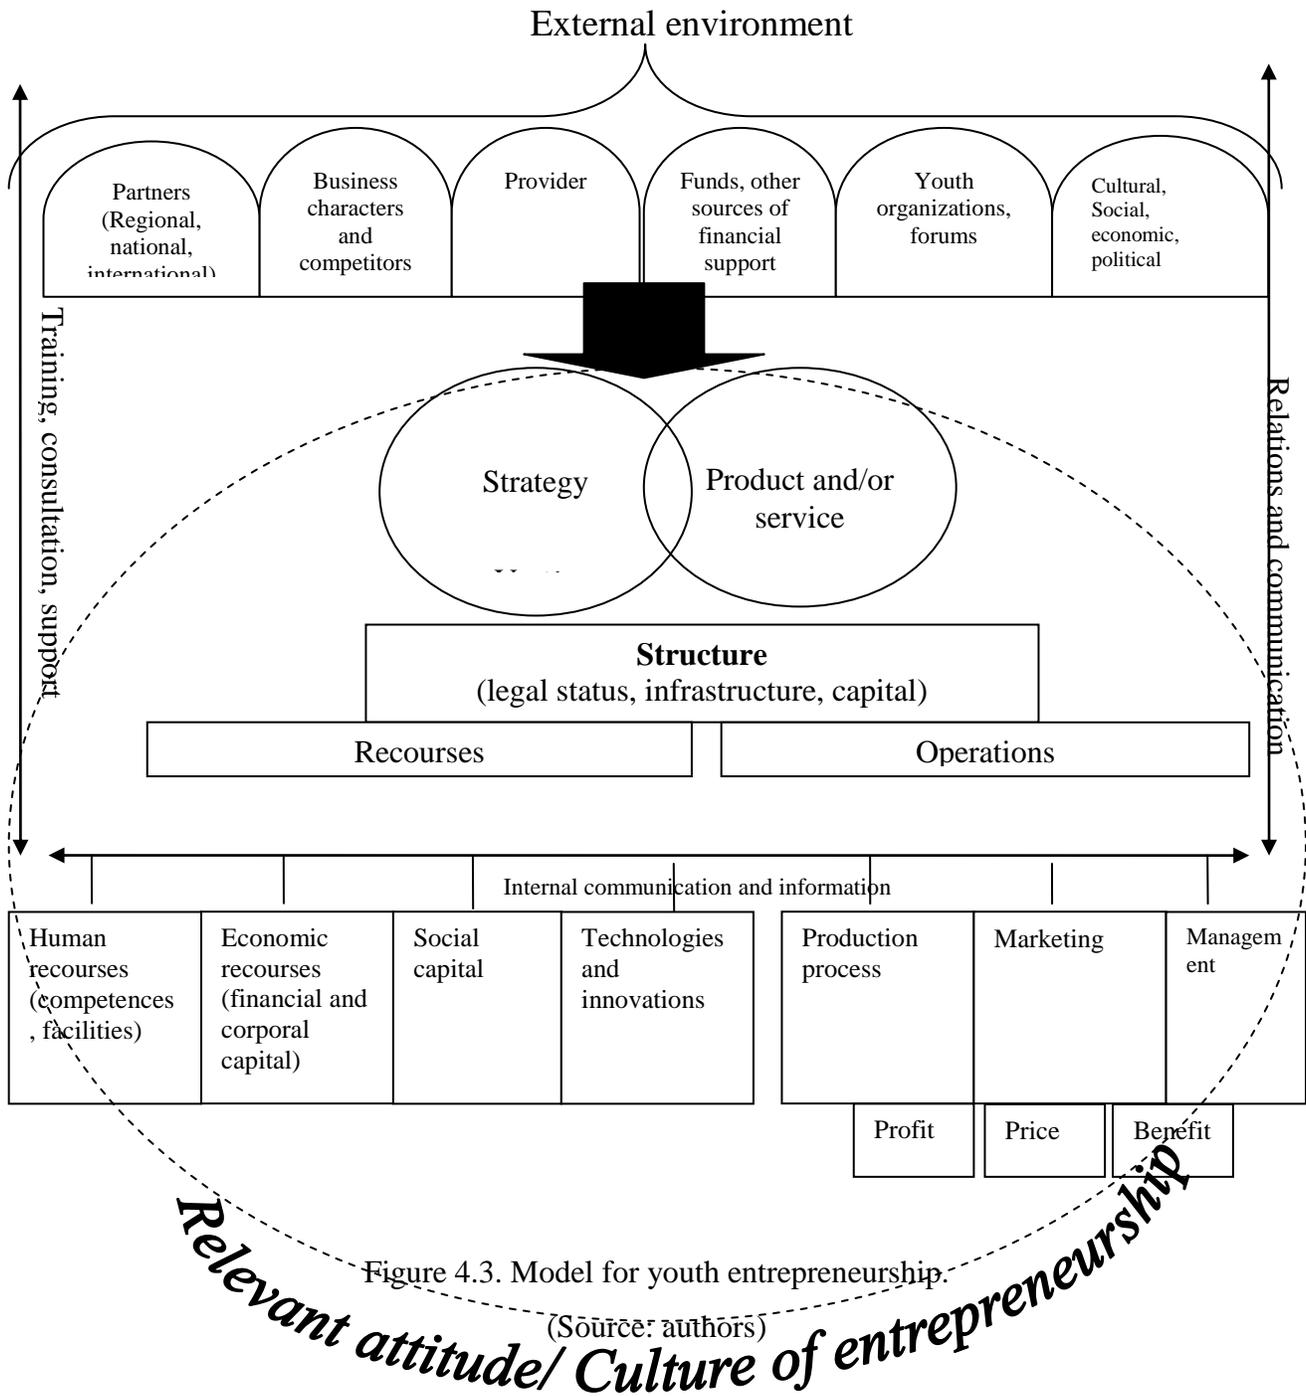 External environment
Partners
(Regional,
national,
international)
Business
characters
and
competitors
Provider
Funds, other
sources of
financial
support
Youth
organizations,
forums
Cultural,
Social,
economic,
political
Training, consultation, support
Relations and communication
Strategy
Product and/or
service
Structure
(legal status, infrastructure, capital)
Recourses
Operations
Internal communication and information
Human
recourses
(competences
, facilities)
Economic
recourses
(financial and
corporal
capital)
Social
capital
Technologies
and
innovations
Production
process
Marketing
Managem
ent
Profit
Price
Benefit
Relevant attitude/ Culture of entrepreneurship
Figure 4.3. Model for youth entrepreneurship.
(Source: authors)